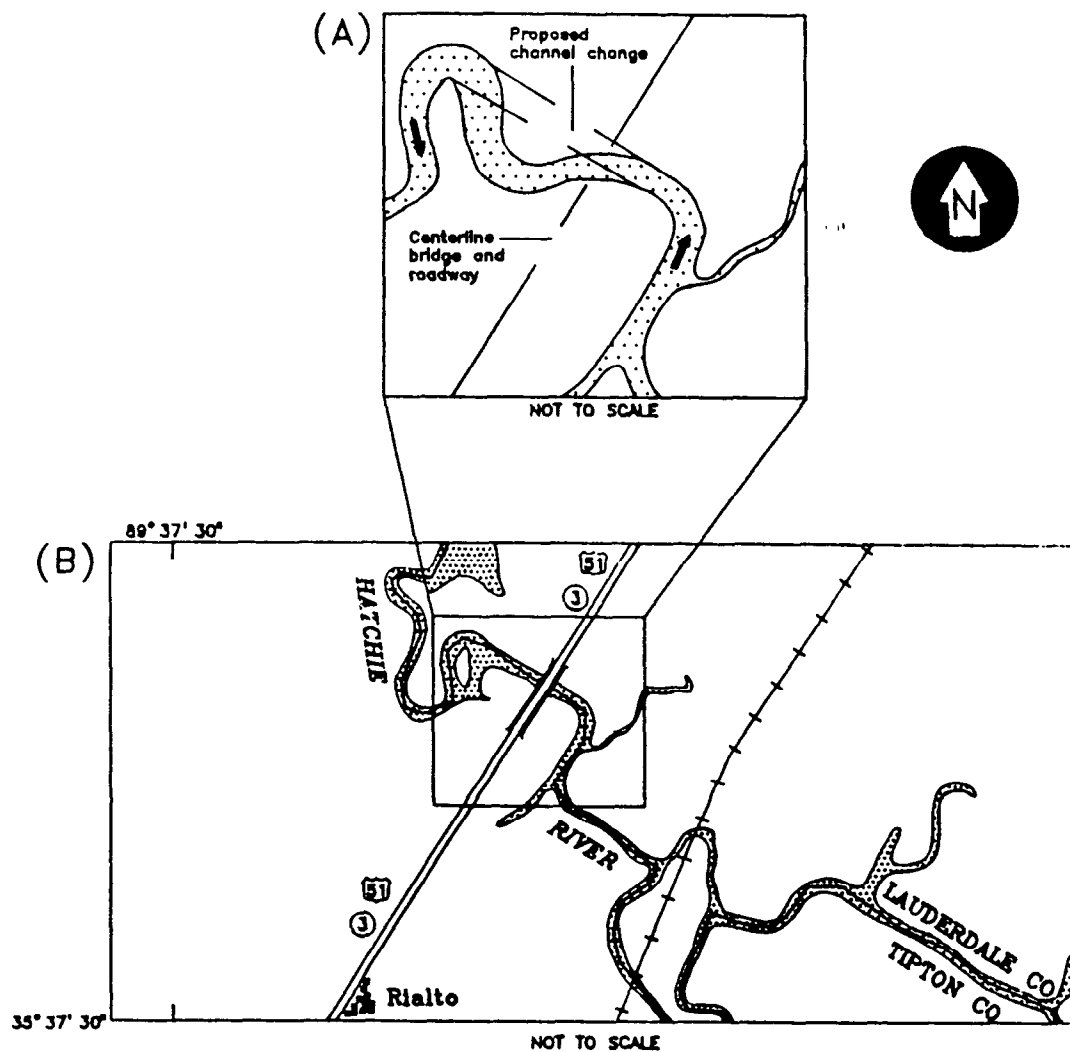 (A)
Proposed
channel change
N
Centerline
bridge and
roadway
NOT TO SCALE
89° 37' 30"
(B)
51
3
HATCHIE
RIVER
51
3
LAUDERDALE CO
TIPTON CO
Rialto
35° 37' 30"
NOT TO SCALE